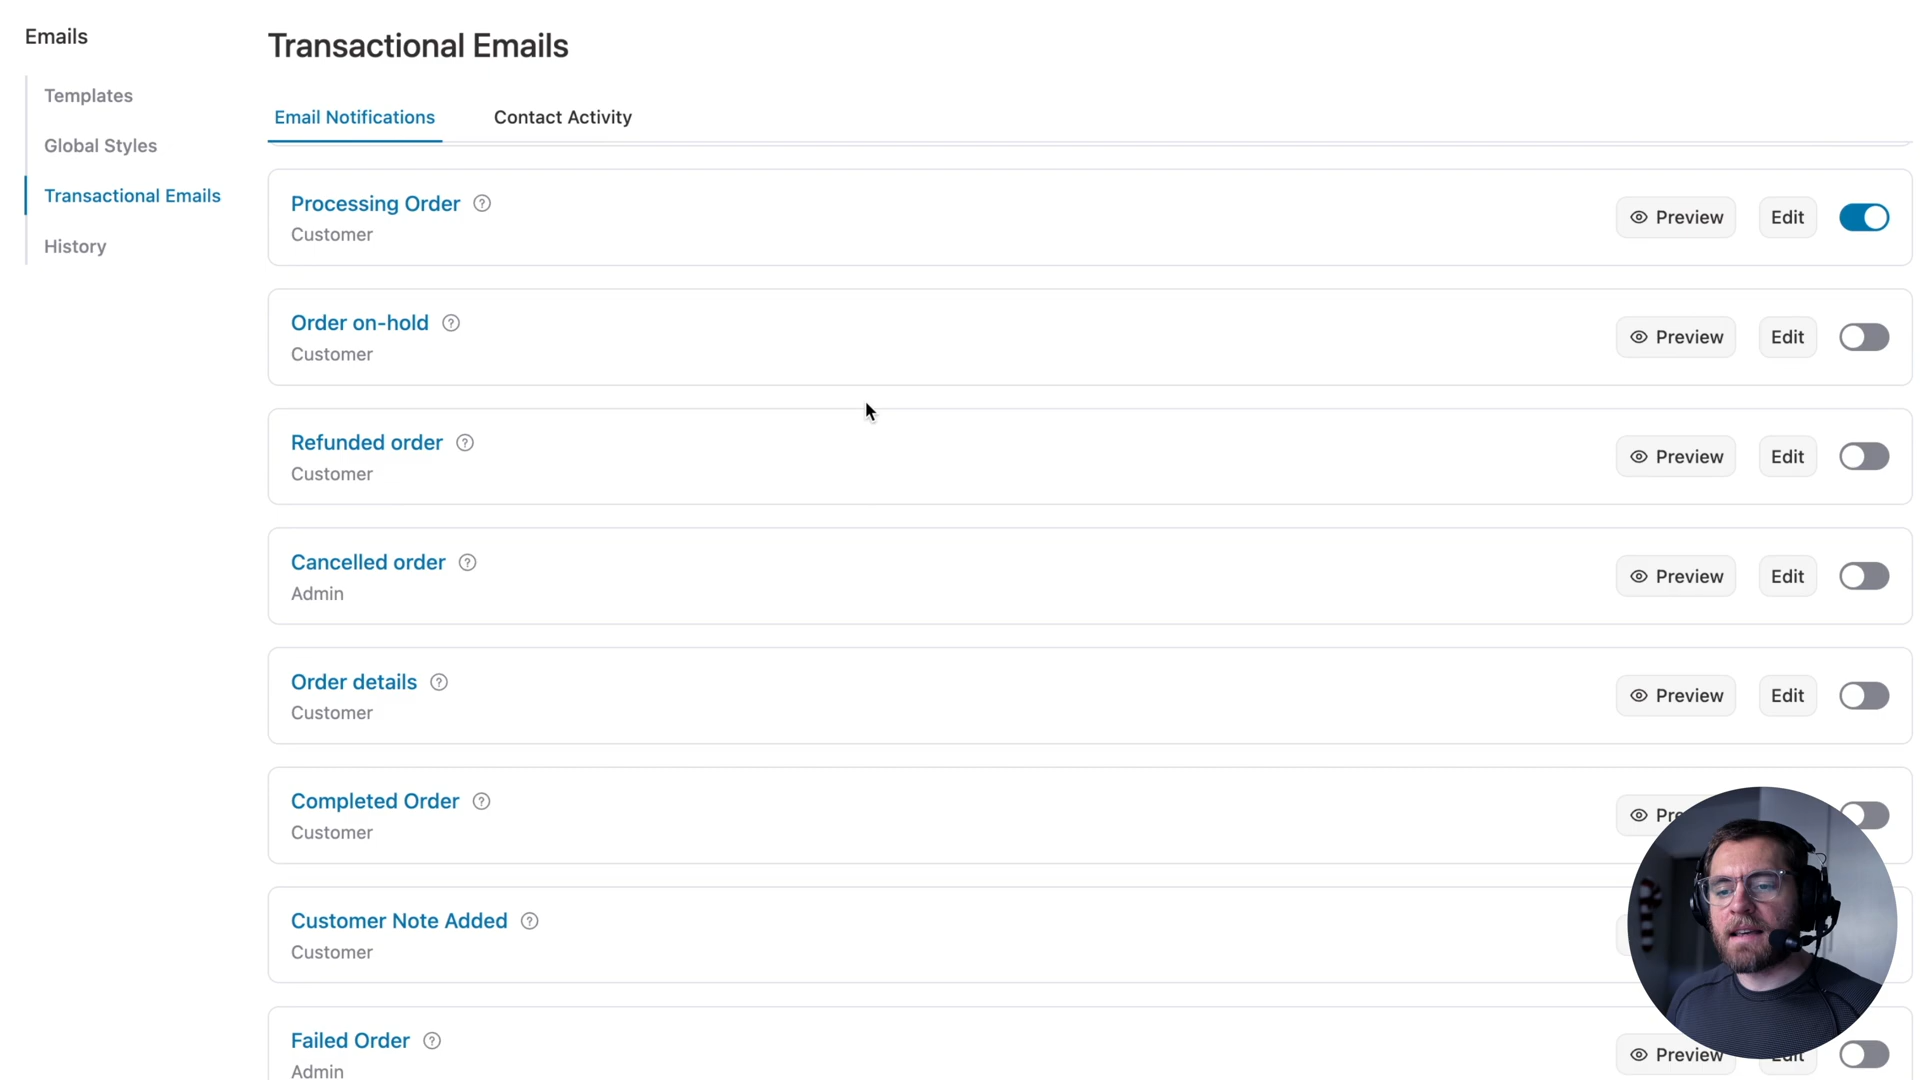 Emails
Templates
Global Styles
Transactional Emails
History
Transactional Emails
Email Notifications
Contact Activity
Processing Order
Customer
Preview
Edit
Order on-hold
Customer
Preview
Edit
Refunded order
Customer
Preview
Edit
Cancelled order
Admin
Preview
Edit
Order details
Customer
Preview
Edit
Completed Order
Customer
Customer Note Added
Customer
Failed Order
Admin
Preview
Edit